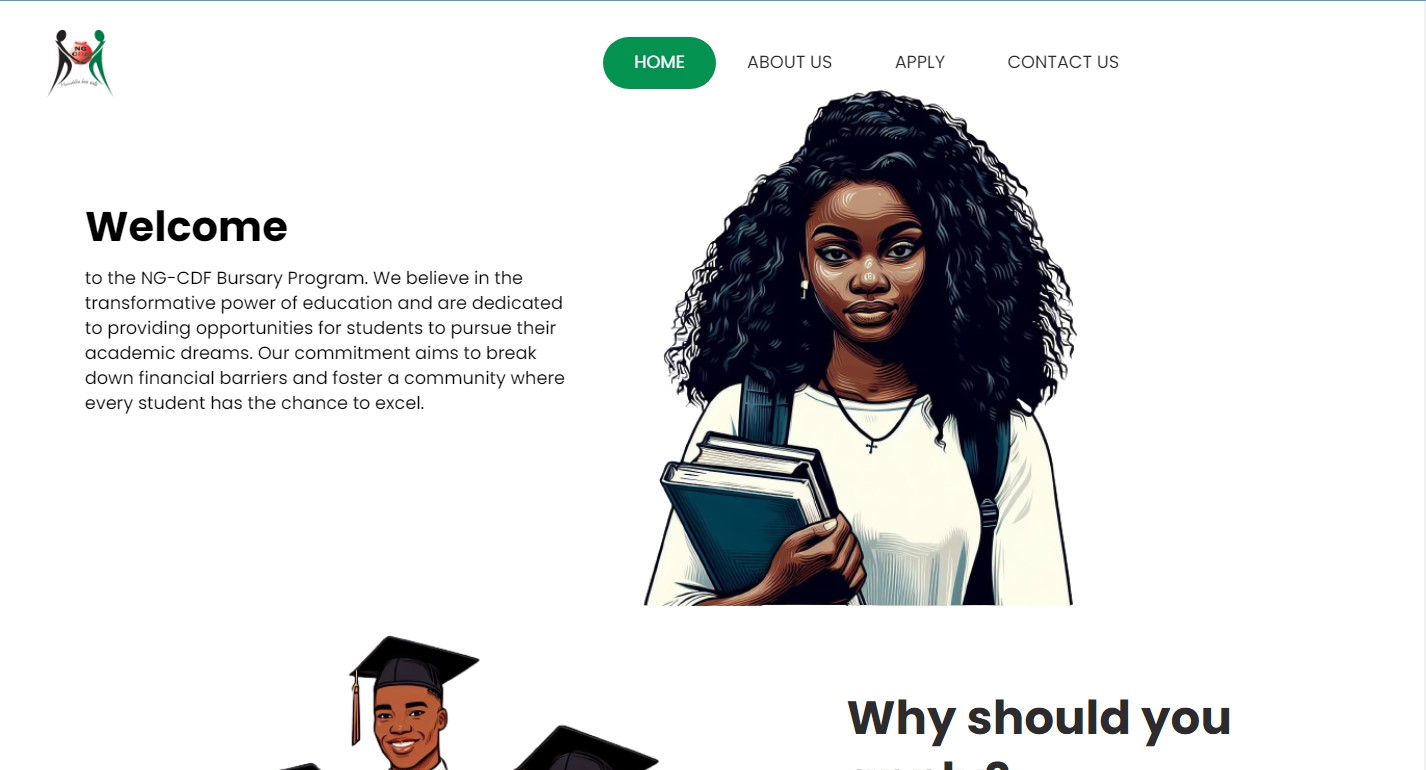 NG
HOME
ABOUT US
APPLY
CONTACT US
Welcome
to the NG-CDF Bursary Program. We believe in the
transformative power of education and are dedicated
to providing opportunities for students to pursue their
academic dreams. Our commitment aims to break
down financial barriers and foster a community where
every student has the chance to excel.
Why should you
apply?